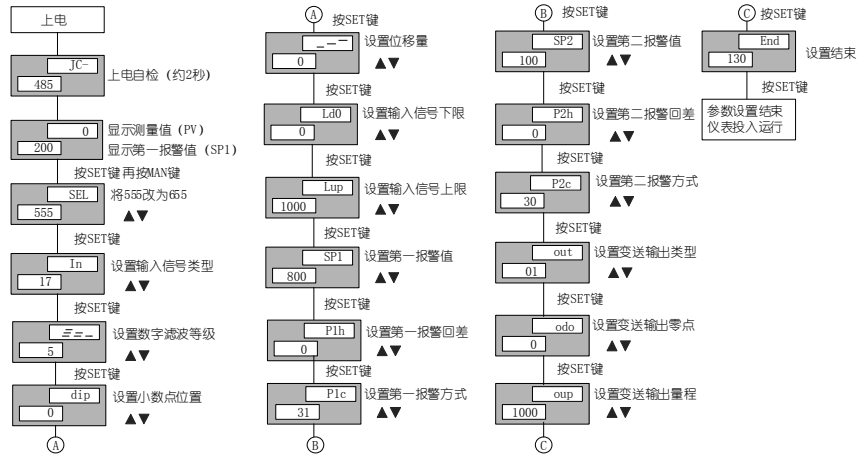 上电
JC-
485
上电自检（约2秒）
0
200
显示测量值（PV）
显示第一报警值（SP1）
按SET键再按MAN键
SEL
555
将555改为655
▲▼
按SET键
In
17
设置输入信号类型
▲▼
按SET键
5
设置数字滤波等级
▲▼
按SET键
dip
0
设置小数点位置
▲▼
A
A
按SET键
0
设置位移量
▲▼
按SET键
Ld0
0
设置输入信号下限
▲▼
按SET键
Lup
1000
设置输入信号上限
▲▼
按SET键
SP1
800
设置第一报警值
▲▼
按SET键
P1h
0
设置第一报警回差
▲▼
按SET键
P1c
31
设置第一报警方式
▲▼
B
B
按SET键
SP2
100
设置第二报警值
▲▼
按SET键
P2h
0
设置第二报警回差
▲▼
按SET键
P2c
30
设置第二报警方式
▲▼
按SET键
out
01
设置变送输出类型
▲▼
按SET键
odo
0
设置变送输出零点
▲▼
按SET键
oup
1000
设置变送输出量程
▲▼
C
C
按SET键
End
130
设置结束
按SET键
参数设置结束
仪表投入运行